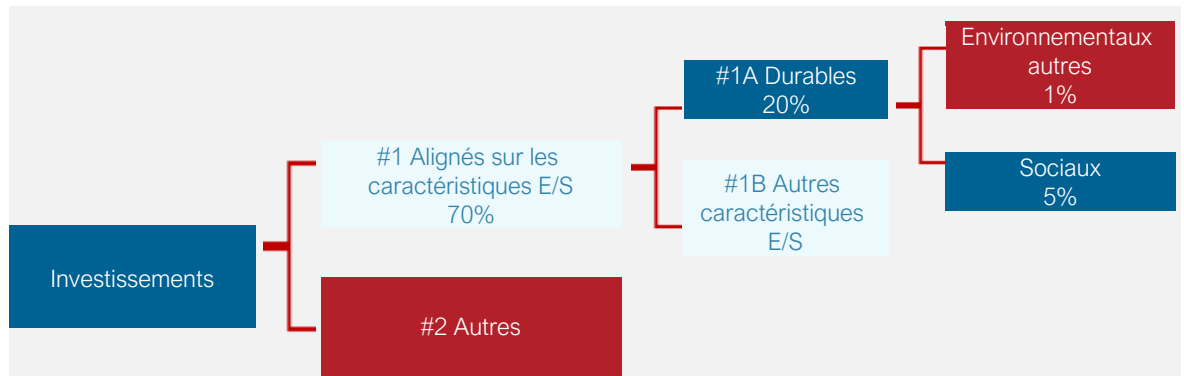 Investissements
#1 Alignés sur les
caractéristiques E/S
70%
#2 Autres
#1A Durables
20%
#1B Autres
caractéristiques
E/S
Environnementaux
autres
1%
Sociaux
5%